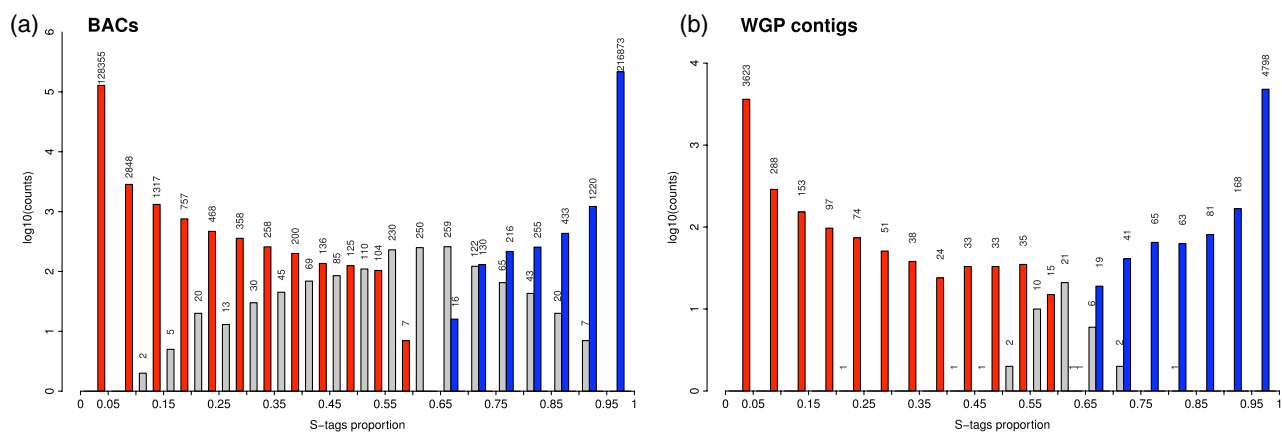 (a) BACs
log10(counts)
0 1 2 3 4 5 6
128355 2848 2 1317 5 757 20 468 13 358 30 258 45 200 69 136 85 125 110 104 230 7 250 259 16 122 130 65 216 43 255 20 433 7 1220 216873
0 0.05 0.15 0.25 0.35 0.45 0.55 0.65 0.75 0.85 0.95 1
S−tags proportion
(b) WGP contigs
log10(counts)
0 1 2 3 4
3623 288 153 97 1 74 51 38 24 1 33 1 33 2 35 10 15 21 1 1 6 19 2 41 65 1 63 81 168 4798
0 0.05 0.15 0.25 0.35 0.45 0.55 0.65 0.75 0.85 0.95 1
S−tags proportion